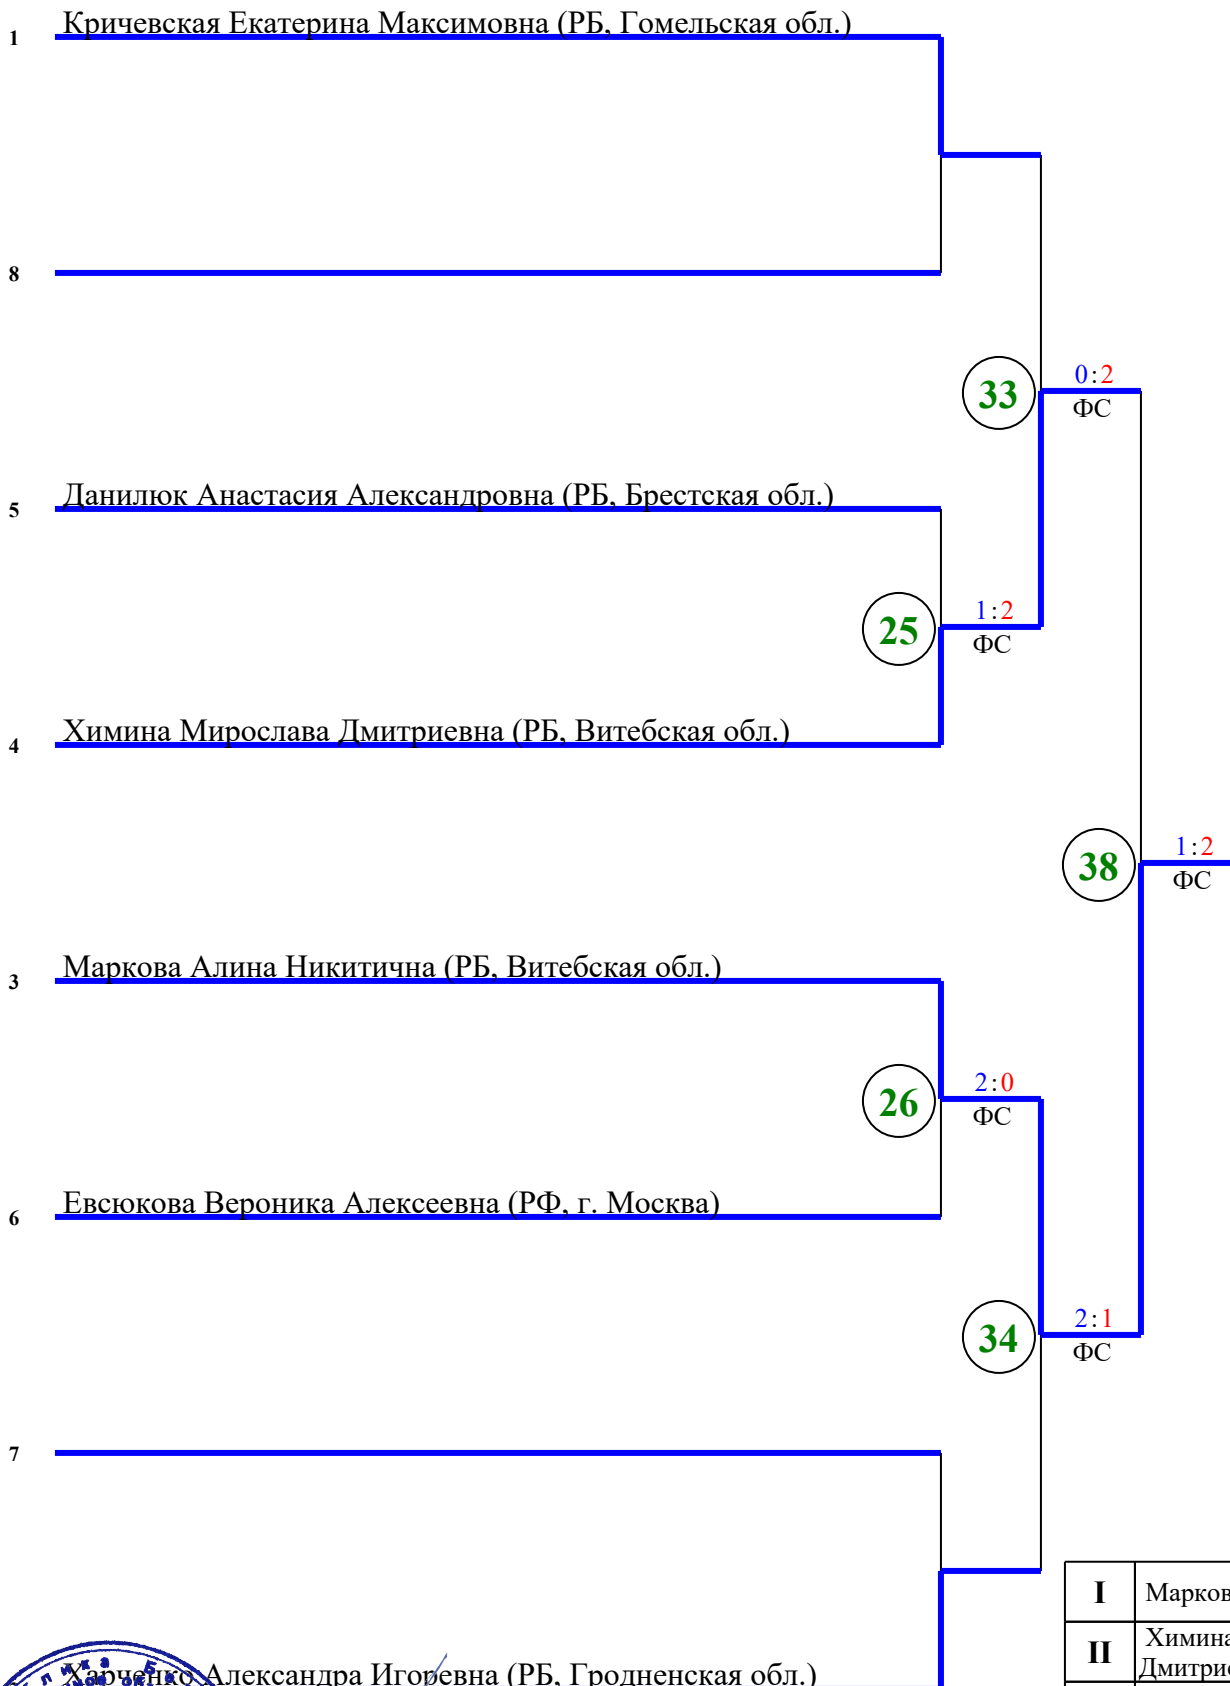 1 Кричевская Екатерина Максимовна (РБ, Гомельская обл.)
8
33 0:2
ФС
5 Данилюк Анастасия Александровна (РБ, Брестская обл.)
25 1:2
ФС
4 Химина Мирослава Дмитриевна (РБ, Витебская обл.)
38 1:2
ФС
3 Маркова Алина Никитична (РБ, Витебская обл.)
26 2:0
ФС
6 Евсюкова Вероника Алексеевна (РФ, г. Москва)
34 2:1
ФС
7
I Марков
II Химина
Дмитрие
Харченко Александра Игоревна (РБ, Гродненская обл.)